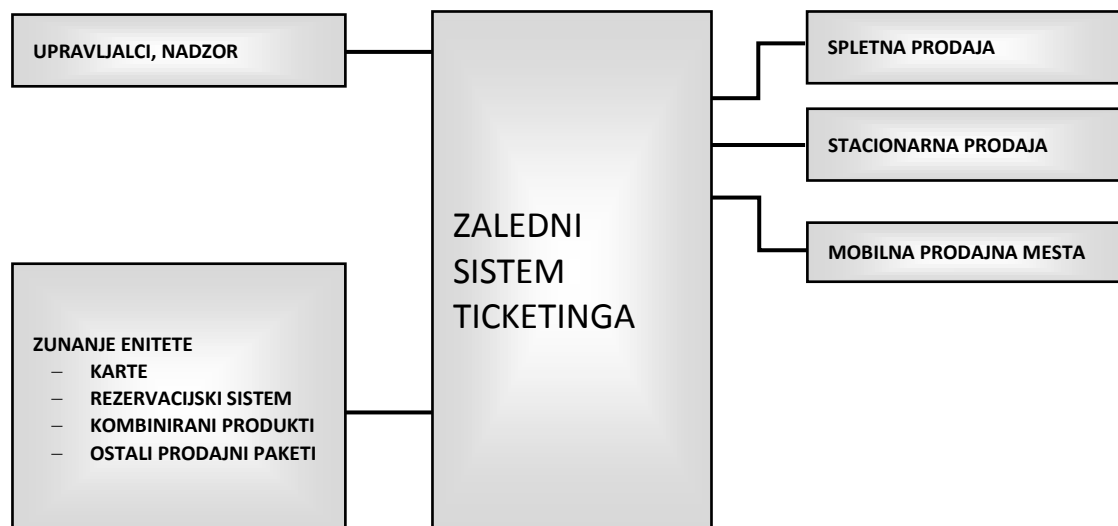 UPRAVLJALCI, NADZOR
ZUNANJE ENITETE
– KARTE
– REZERVACIJSKI SISTEM
– KOMBINIRANI PRODUKTI
– OSTALI PRODAJNI PAKETI
ZALEDNI
SISTEM
TICKETINGA
SPLETNA PRODAJA
STACIONARNA PRODAJA
MOBILNA PRODAJNA MESTA